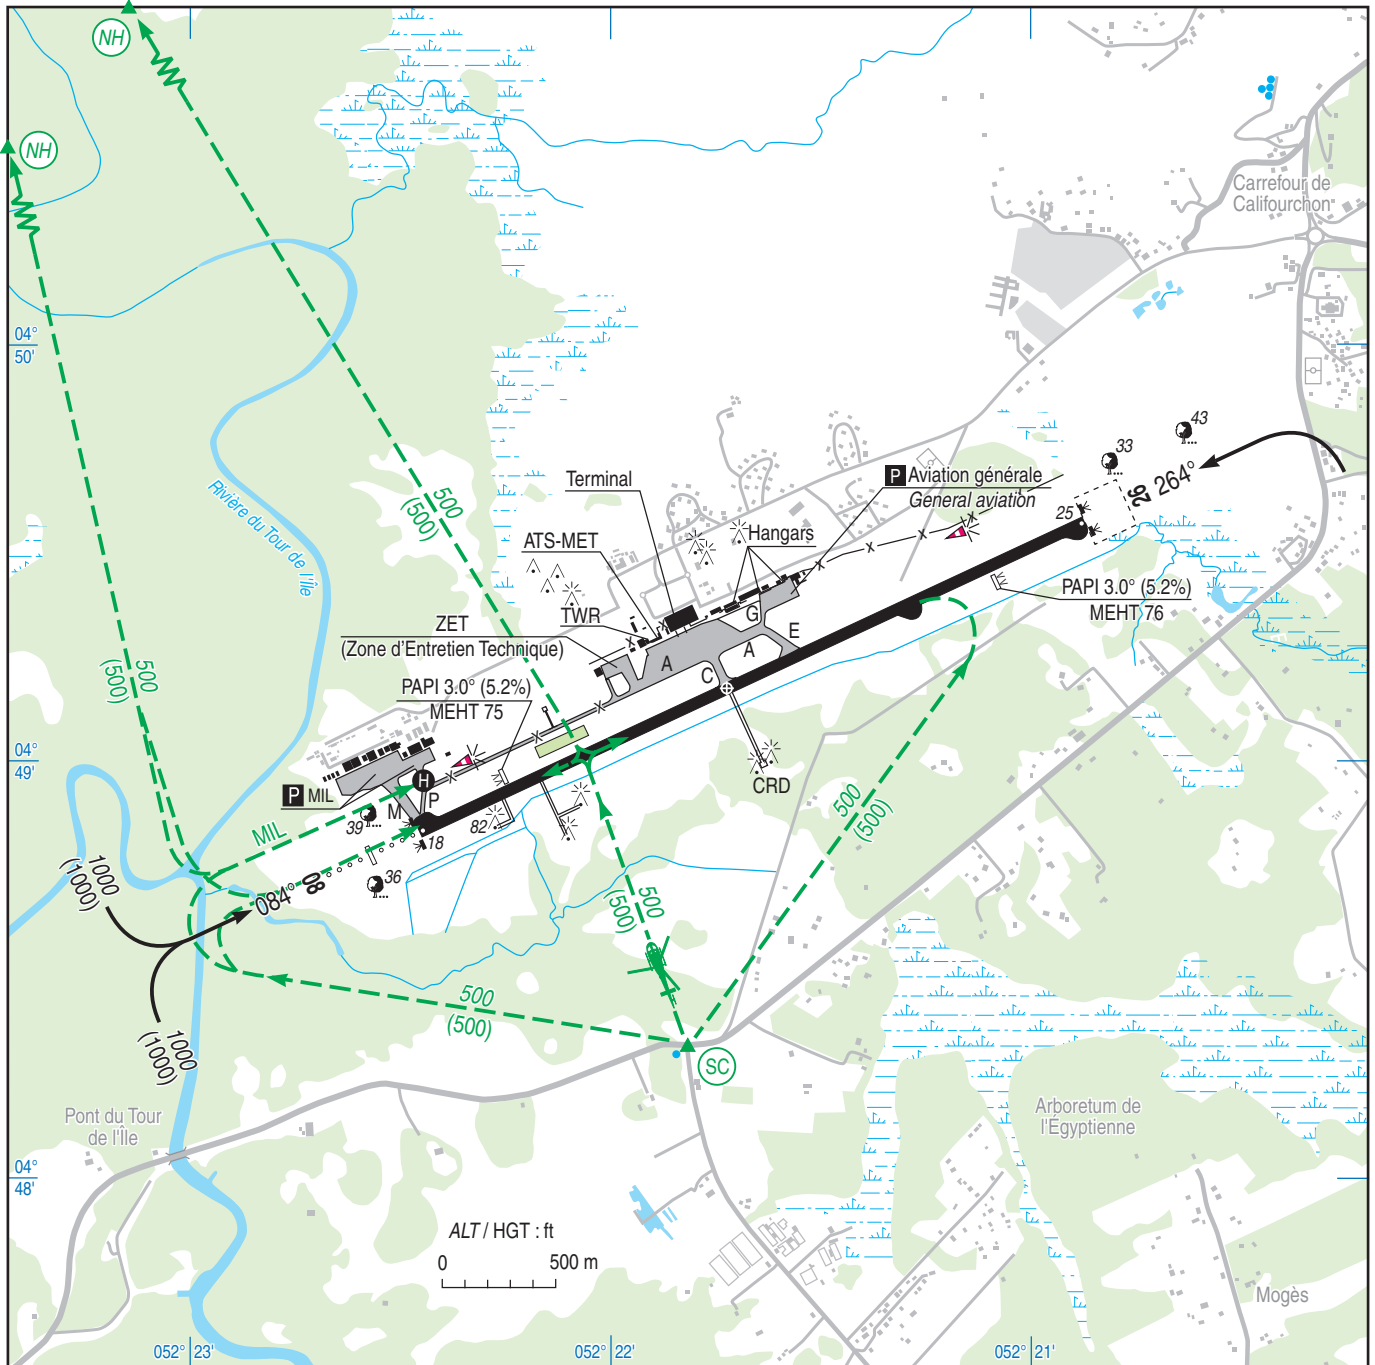 NH
NH
Carrefour de
Califourchon
04°
50'
43
33
264°
26
25
P Aviation générale
General aviation
Terminal
500
(500)
Rivière du Tour de l'Île
ATS-MET
Hangars
PAPI 3.0° (5.2%)
MEHT 76
TWR
ZET
(Zone d'Entretien Technique)
G
E
A
A
C
500
(500)
PAPI 3.0° (5.2%)
MEHT 75
04°
49'
H
P
P MIL
M
CRD
39
82
18
MIL
500
(500)
1000
(1000)
084°
08
36
500
(500)
500
(500)
1000
(1000)
SC
Pont du Tour
de l'Île
Arboretum de
l'Égyptienne
04°
48'
ALT / HGT : ft
0
500 m
Mogès
052° 23'
052° 22'
052° 21'